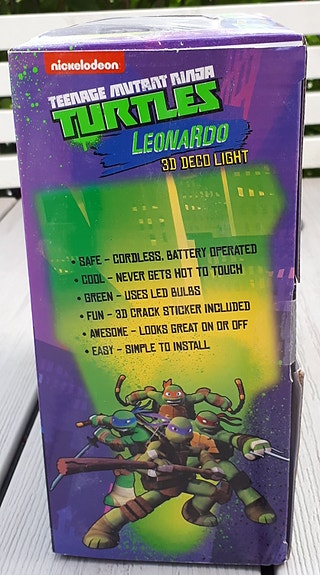 nickelodeon
TEENAGE MUTANT NINJA
TURTLES
LEONARDO
3D DECO LIGHT
• SAFE - CORDLESS, BATTERY OPERATED
• COOL - NEVER GETS HOT TO TOUCH
• GREEN - USES LED BULBS
• FUN - 3D CRACK STICKER INCLUDED
• AWESOME - LOOKS GREAT ON OR OFF
• EASY - SIMPLE TO INSTALL